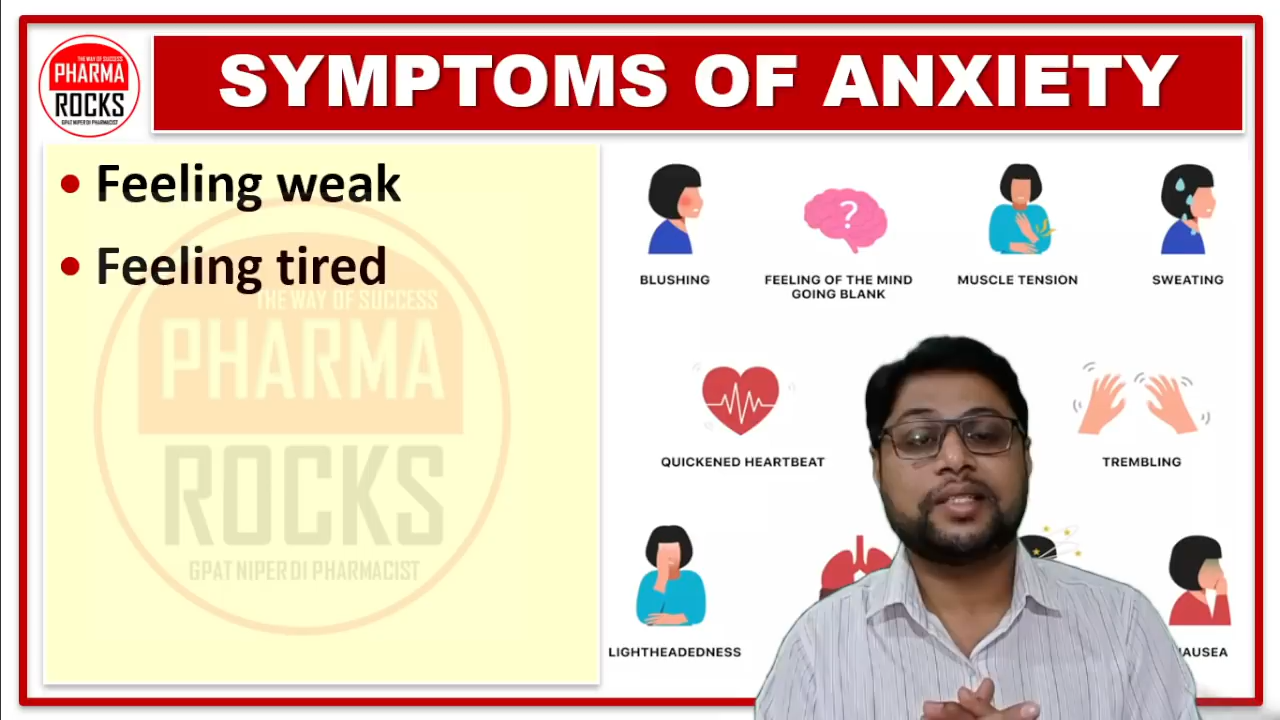 THE WAY OF SUCCESS
PHARMA
ROCKS
GPAT NIPER DI PHARMACIST
SYMPTOMS OF ANXIETY
• Feeling weak
• Feeling tired
THE WAY OF SUCCESS
PHARMA
ROCKS
GPAT NIPER DI PHARMACIST
BLUSHING
FEELING OF THE MIND
GOING BLANK
MUSCLE TENSION
SWEATING
QUICKENED HEARTBEAT
TREMBLING
LIGHTHEADEDNESS
AUSEA